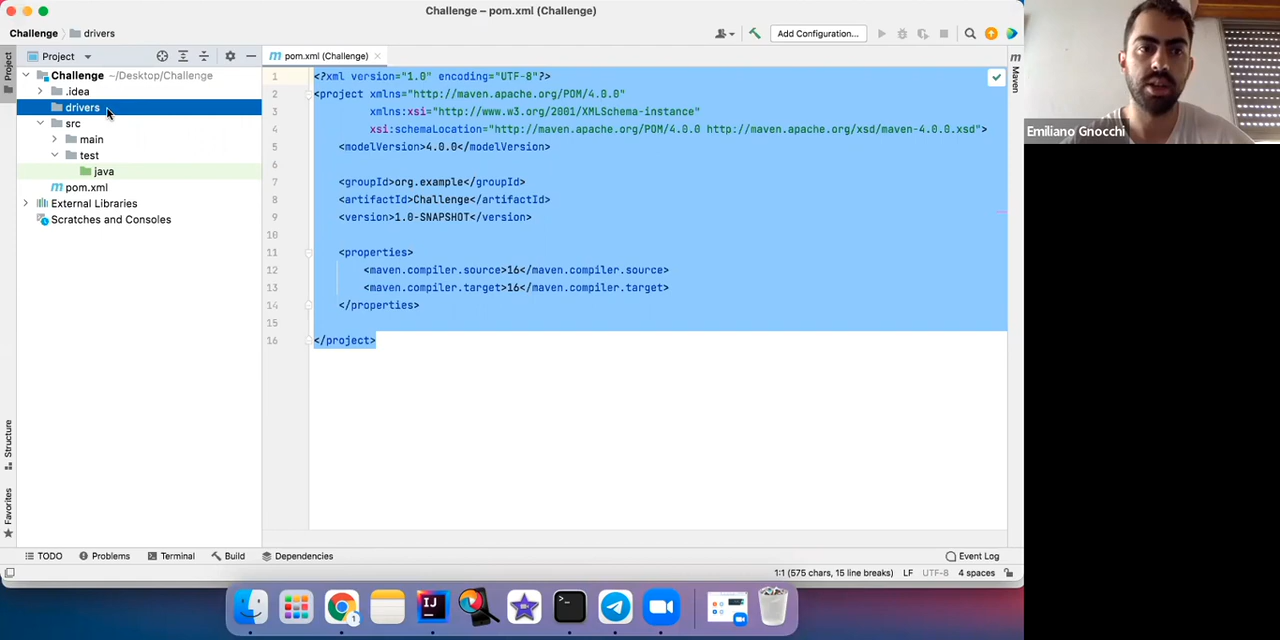 Challenge – pom.xml (Challenge)
Challenge
drivers
Add Configuration...
Project
pom.xml (Challenge)
Challenge ~/Desktop/Challenge
.idea
drivers
src
main
test
java
pom.xml
External Libraries
Scratches and Consoles
Project
Structure
Favorites
1 <?xml version="1.0" encoding="UTF-8"?>
2 <project xmlns="http://maven.apache.org/POM/4.0.0"
3 xmlns:xsi="http://www.w3.org/2001/XMLSchema-instance"
4 xsi:schemaLocation="http://maven.apache.org/POM/4.0.0 http://maven.apache.org/xsd/maven-4.0.0.xsd">
5 <modelVersion>4.0.0</modelVersion>
6
7 <groupId>org.example</groupId>
8 <artifactId>Challenge</artifactId>
9 <version>1.0-SNAPSHOT</version>
10
11 <properties>
12 <maven.compiler.source>16</maven.compiler.source>
13 <maven.compiler.target>16</maven.compiler.target>
14 </properties>
15
16 </project>
m Maven
Emiliano Gnocchi
TODO Problems Terminal Build Dependencies Event Log
1:1 (575 chars, 15 line breaks) LF UTF-8 4 spaces